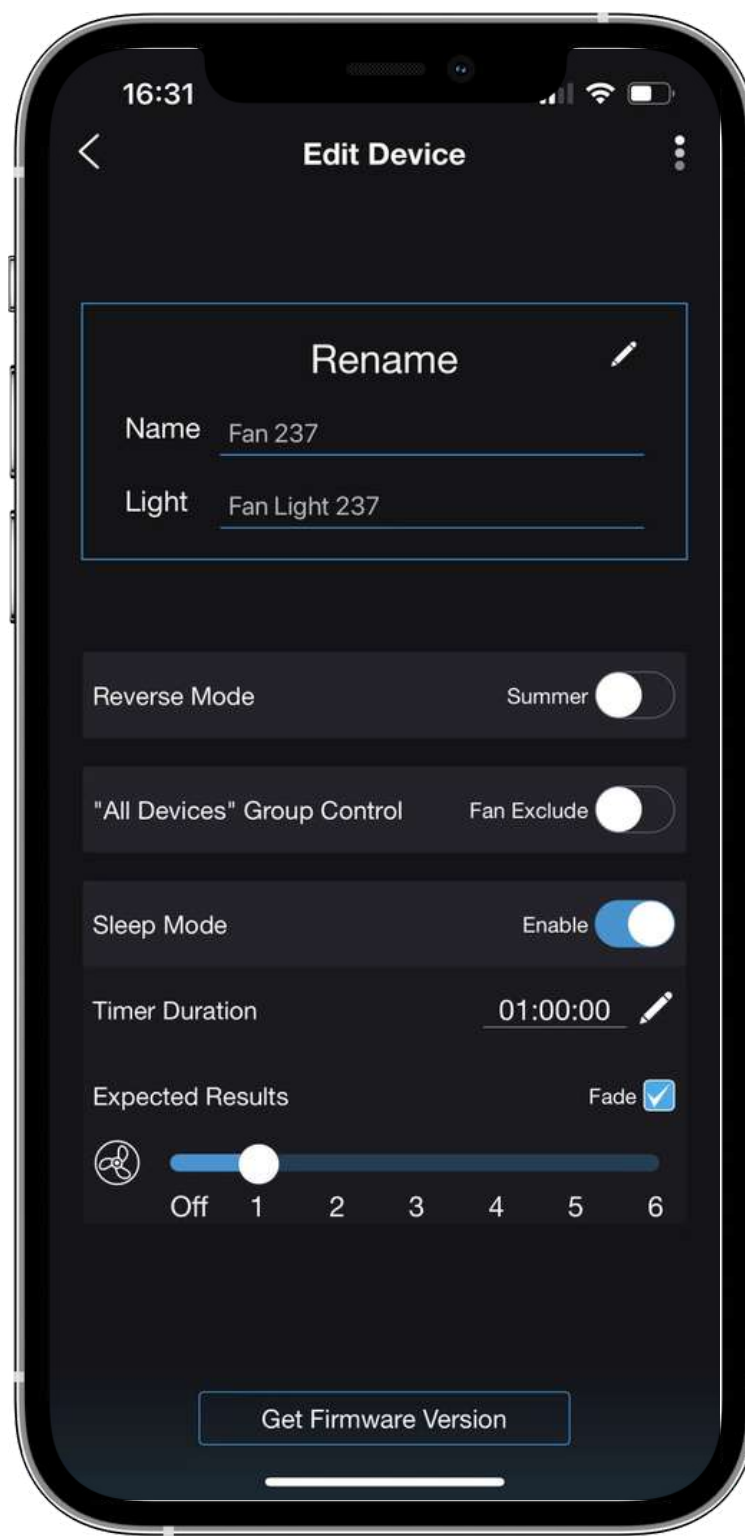 16:31
Edit Device
Rename
Name Fan 237
Light Fan Light 237
Reverse Mode Summer
"All Devices" Group Control Fan Exclude
Sleep Mode Enable
Timer Duration 01:00:00
Expected Results Fade
Off 1 2 3 4 5 6
Get Firmware Version